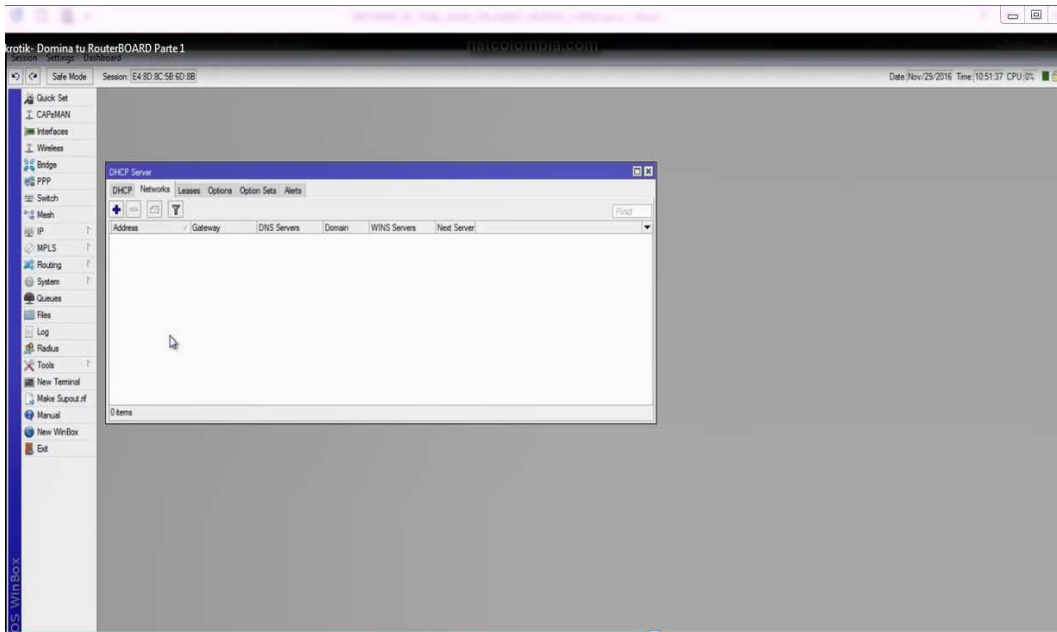 krotik- Domina tu RouterBOARD Parte 1
natcolombia.com
Session Settings Dashboard
Safe Mode Session: E4:8D:8C:5B:6D:8B Date: Nov/29/2016 Time: 10:51:37 CPU: 0%
Quick Set
CAPsMAN
Interfaces
Wireless
Bridge
PPP
Switch
Mesh
IP
MPLS
Routing
System
Queues
Files
Log
Radius
Tools
New Terminal
Make Supout.rif
Manual
New WinBox
Exit
DHCP Server
DHCP Networks Leases Options Option Sets Alerts
Find
Address Gateway DNS Servers Domain WINS Servers Next Server
0 items
OS WinBox